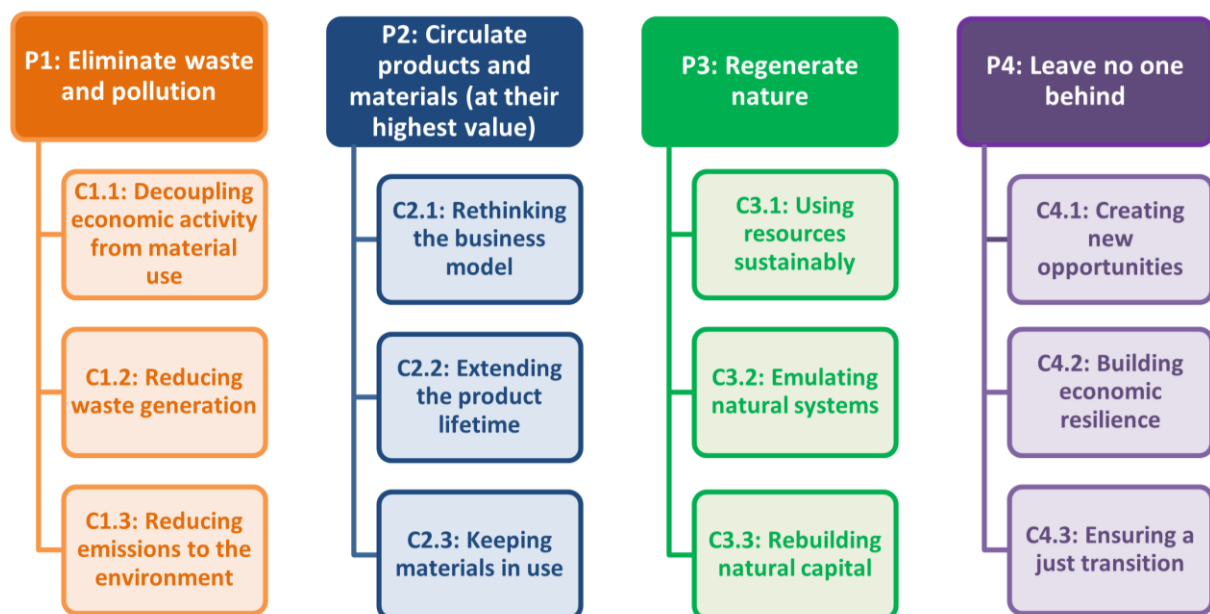 P1: Eliminate waste
and pollution
C1.1: Decoupling
economic activity
from material
use
C1.2: Reducing
waste generation
C1.3: Reducing
emissions to the
environment
P2: Circulate
products and
materials (at their
highest value)
C2.1: Rethinking
the business
model
C2.2: Extending
the product
lifetime
C2.3: Keeping
materials in use
P3: Regenerate
nature
C3.1: Using
resources
sustainably
C3.2: Emulating
natural systems
C3.3: Rebuilding
natural capital
P4: Leave no one
behind
C4.1: Creating
new
opportunities
C4.2: Building
economic
resilience
C4.3: Ensuring a
just transition